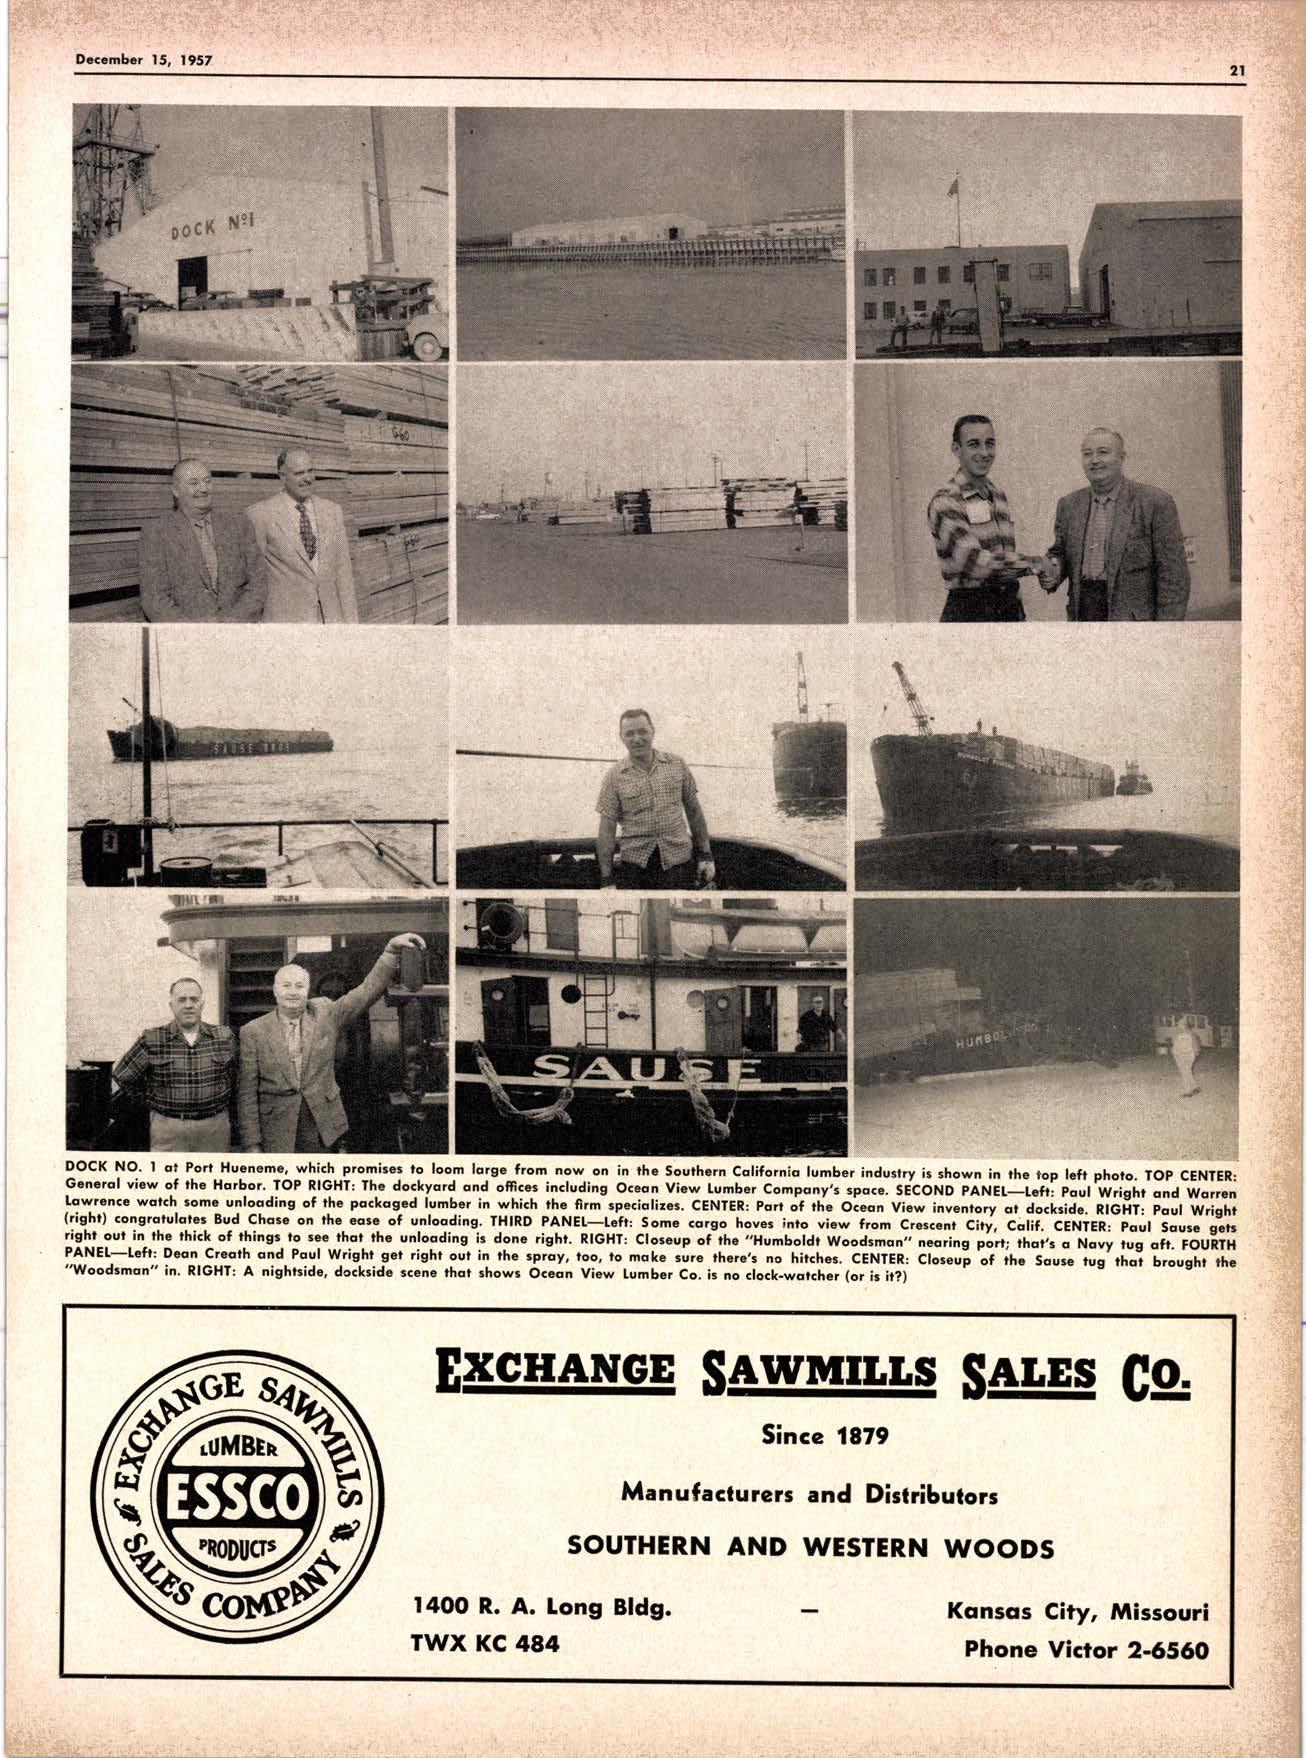 December 15, 1957
21
DOCK Nº1
G60
G60
SAUSE BROS
SAUSE
DOCK NO. 1 at Port Hueneme, which promises to loom large from now on in the Southern California lumber industry is shown in the top left photo. TOP CENTER:
General view of the Harbor. TOP RIGHT: The dockyard and offices including Ocean View Lumber Company's space. SECOND PANEL—Left: Paul Wright and Warren
Lawrence watch some unloading of the packaged lumber in which the firm specializes. CENTER: Part of the Ocean View inventory at dockside. RIGHT: Paul Wright
(right) congratulates Bud Chase on the ease of unloading. THIRD PANEL—Left: Some cargo hoves into view from Crescent City, Calif. CENTER: Paul Sause gets
right out in the thick of things to see that the unloading is done right. RIGHT: Closeup of the "Humboldt Woodsman" nearing port; that's a Navy tug aft. FOURTH
PANEL—Left: Dean Creath and Paul Wright get right out in the spray, too, to make sure there's no hitches. CENTER: Closeup of the Sause tug that brought the
"Woodsman" in. RIGHT: A nightside, dockside scene that shows Ocean View Lumber Co. is no clock-watcher (or is it?)
EXCHANGE SAWMILLS
LUMBER
ESSCO
PRODUCTS
SALES COMPANY
EXCHANGE SAWMILLS SALES CO.
Since 1879
Manufacturers and Distributors
SOUTHERN AND WESTERN WOODS
1400 R. A. Long Bldg. — Kansas City, Missouri
TWX KC 484 Phone Victor 2-6560